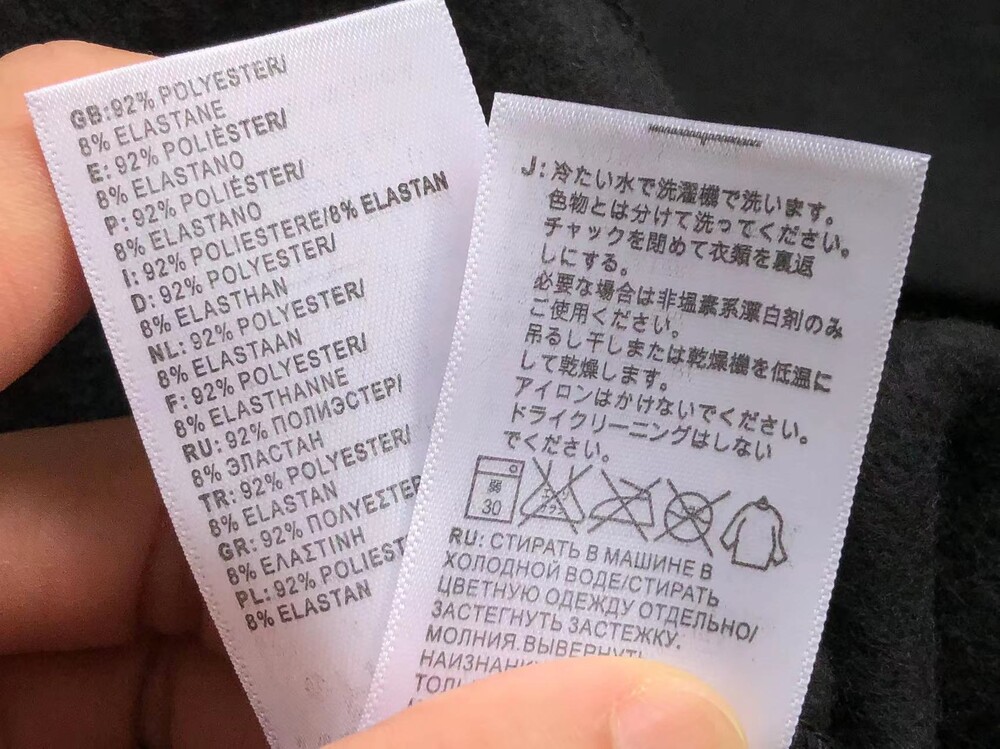 GB:92% POLYESTER/
8% ELASTANE
E: 92% POLIÈSTER/
8% ELASTANO
P: 92% POLIÉSTER/
8% ELASTANO
I: 92% POLIESTERE/8% ELASTAN
D: 92% POLYESTER/
8% ELASTHAN
NL: 92% POLYESTER/
8% ELASTAAN
F: 92% POLYESTER/
8% ELASTHANNE
RU: 92% ПОЛИЭСТЕР/
8% ЭЛАСТАН
TR: 92% POLYESTER/
8% ELASTAN
GR: 92% ΠΟΛΥΕΣΤΕΡ
8% ΕΛΑΣΤΙΝΗ
PL: 92% POLIEST
8% ELASTAN
J: 冷たい水で洗濯機で洗います。
色物とは分けて洗ってください。
チャックを閉めて衣類を裏返
しにする。
必要な場合は非塩素系漂白剤のみ
ご使用ください。
吊るし干しまたは乾燥機を低温に
して乾燥します。
アイロンはかけないでください。
ドライクリーニングはしない
でください。
弱
30
RU: СТИРАТЬ В МАШИНЕ В
ХОЛОДНОЙ ВОДЕ/СТИРАТЬ
ЦВЕТНУЮ ОДЕЖДУ ОТДЕЛЬНО/
ЗАСТЕГНУТЬ ЗАСТЕЖКУ.
МОЛНИЯ.ВЫВЕРНУТЬ
НАИЗНАНК
ТОЛ